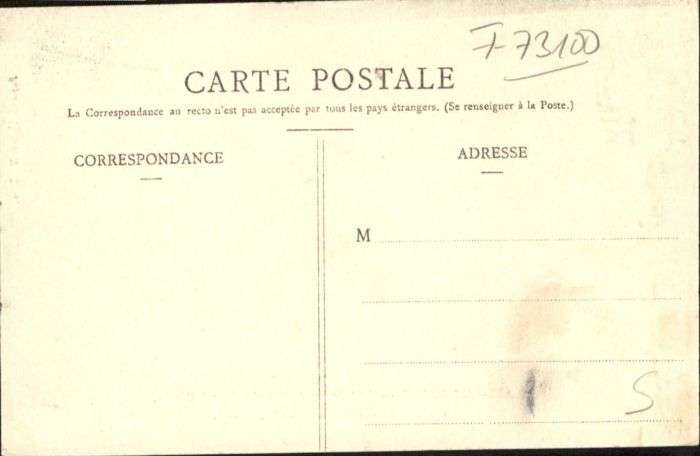 F 73100
CARTE POSTALE
La Correspondance au recto n'est pas acceptée par tous les pays étrangers. (Se renseigner à la Poste.)
CORRESPONDANCE
ADRESSE
M
S